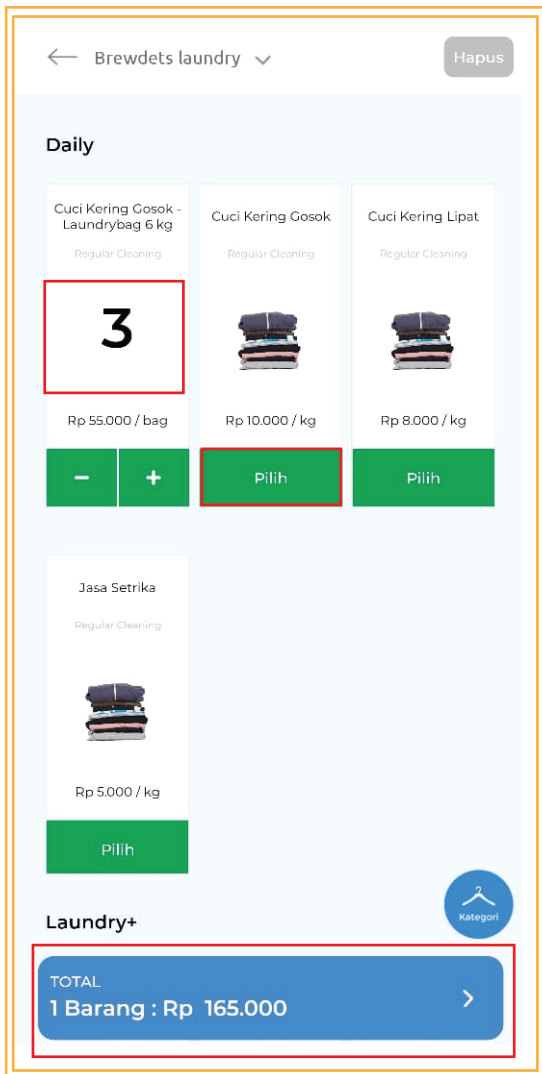 Brewdets laundry
Hapus
Daily
Cuci Kering Gosok -
Laundrybag 6 kg
Regular Cleaning
3
Rp 55.000 / bag
- +
Cuci Kering Gosok
Regular Cleaning
Rp 10.000 / kg
Pilih
Cuci Kering Lipat
Regular Cleaning
Rp 8.000 / kg
Pilih
Jasa Setrika
Regular Cleaning
Rp 5.000 / kg
Pilih
Kategori
Laundry+
TOTAL
1 Barang : Rp 165.000